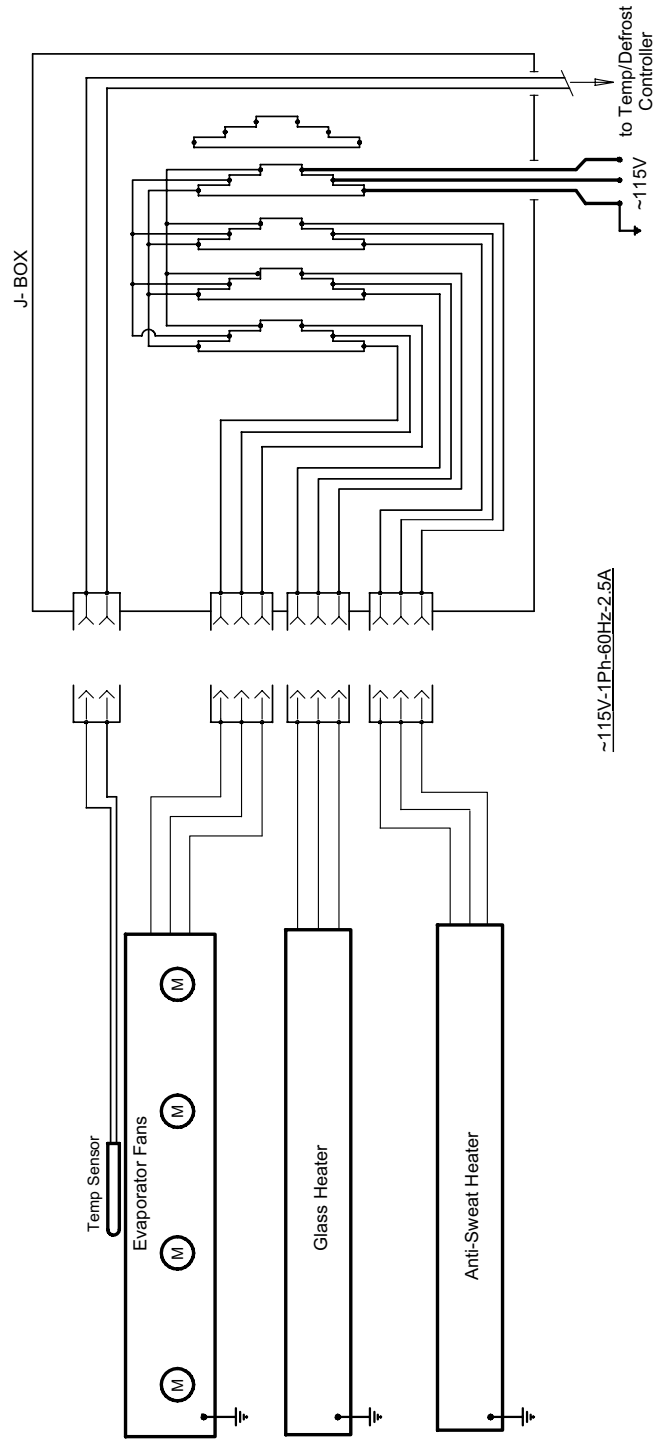 J- BOX
to Temp/Defrost
Controller
~115V
~115V-1Ph-60Hz-2.5A
Temp Sensor
Evaporator Fans
M
M
M
M
Glass Heater
Anti-Sweat Heater